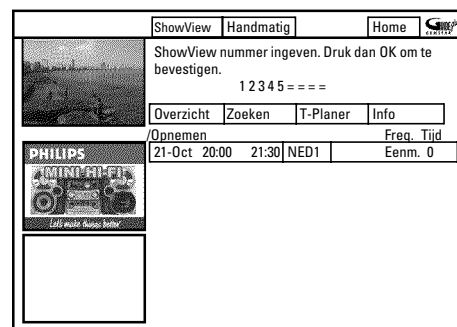 ShowView Handmatig Home GUIDE GEMSTAR
ShowView nummer ingeven. Druk dan OK om te
bevestigen.
1 2 3 4 5 = = = =
Overzicht Zoeken T-Planer Info
/Opnemen Freq. Tijd
21-Oct 20:00 21:30 NED1 Eenm. 0
PHILIPS
MINI-HI-FI
Let's make things better